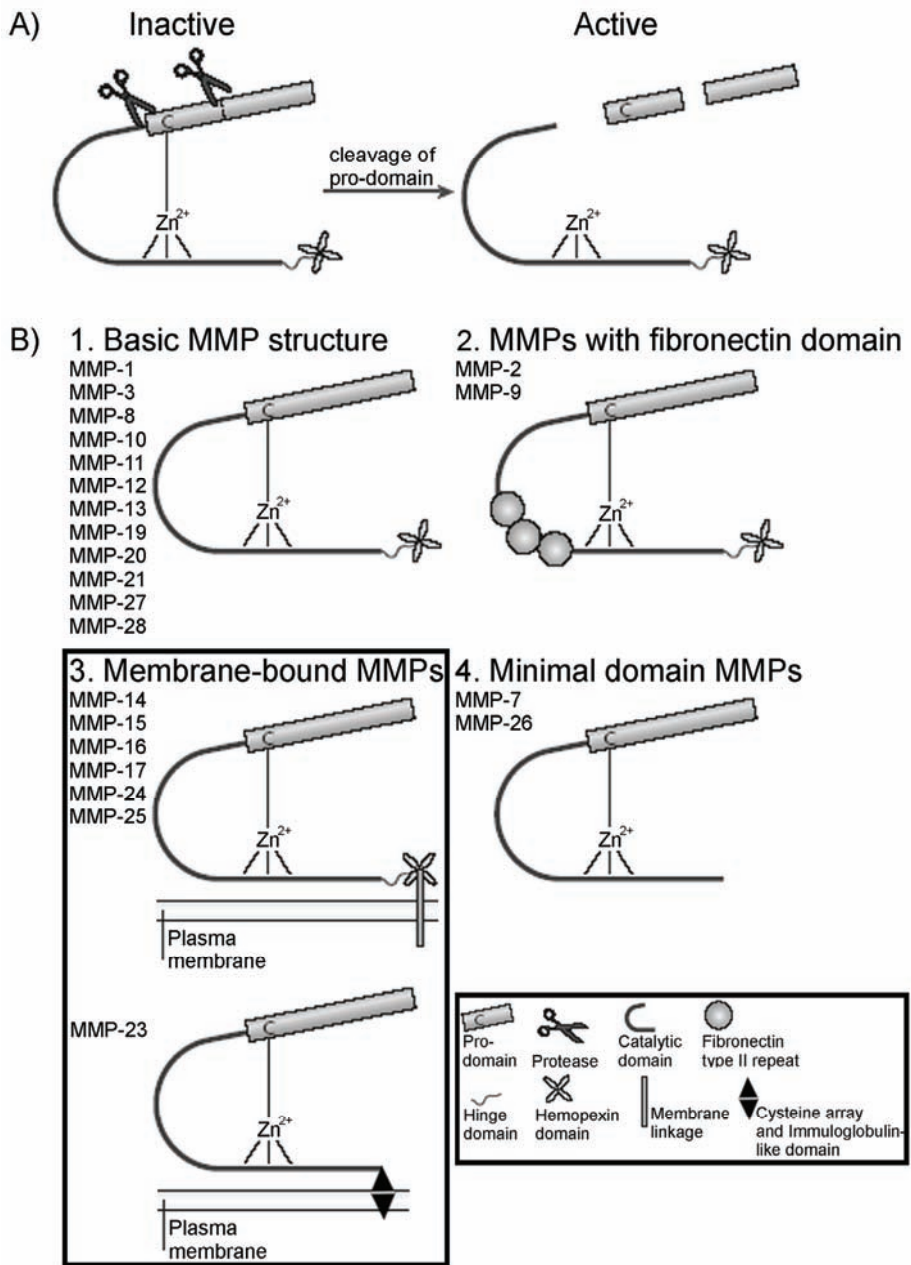 A)
Inactive
Active
C
C
cleavage of
pro-domain
Zn2+
Zn2+
B)
1. Basic MMP structure
MMP-1
MMP-3
MMP-8
MMP-10
MMP-11
MMP-12
MMP-13
MMP-19
MMP-20
MMP-21
MMP-27
MMP-28
C
Zn2+
2. MMPs with fibronectin domain
MMP-2
MMP-9
C
Zn2+
3. Membrane-bound MMPs
MMP-14
MMP-15
MMP-16
MMP-17
MMP-24
MMP-25
C
Zn2+
Plasma
membrane
MMP-23
C
Zn2+
Plasma
membrane
4. Minimal domain MMPs
MMP-7
MMP-26
C
Zn2+
C
Pro-
domain
Protease
Catalytic
domain
Fibronectin
type II repeat
Hinge
domain
Hemopexin
domain
Membrane
linkage
Cysteine array
and Immuloglobulin-
like domain